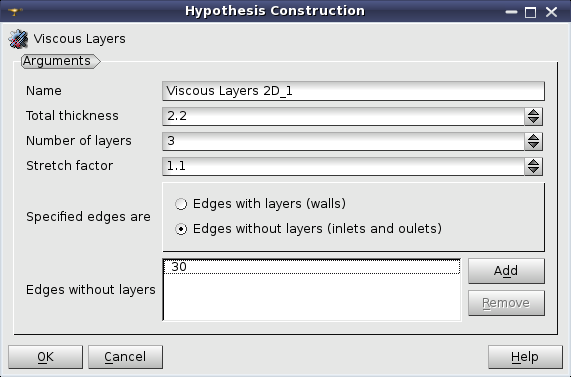 Hypothesis Construction
Viscous Layers
Arguments
Name Viscous Layers 2D_1
Total thickness 2.2
Number of layers 3
Stretch factor 1.1
Specified edges are
Edges with layers (walls)
Edges without layers (inlets and oulets)
Edges without layers
30
Add
Remove
OK Cancel Help